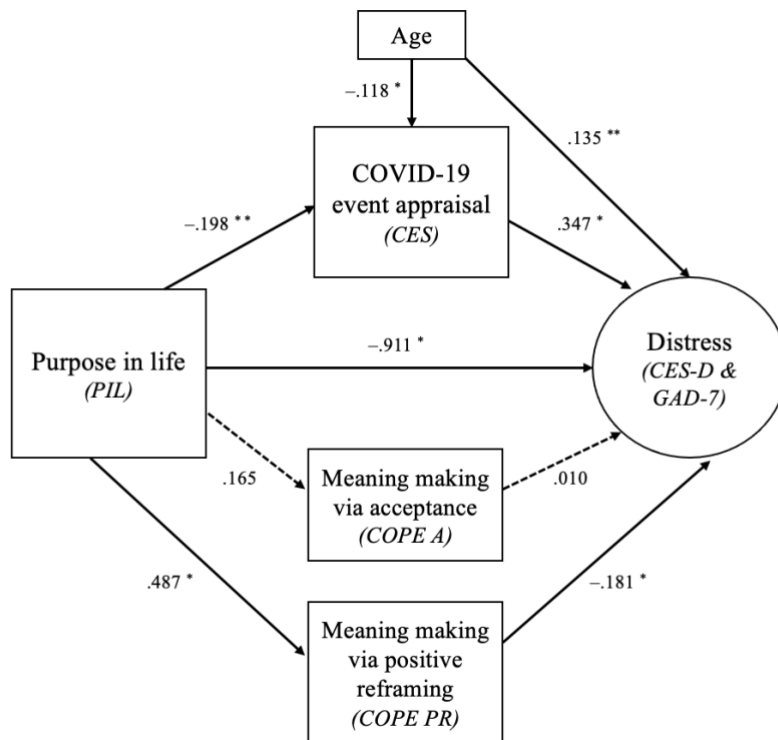 Age
–.118 *
.135 **
COVID-19
event appraisal
(CES)
–.198 **
.347 *
Purpose in life
(PIL)
–.911 *
Distress
(CES-D &
GAD-7)
.165
Meaning making
via acceptance
(COPE A)
.010
.487 *
Meaning making
via positive
reframing
(COPE PR)
–.181 *